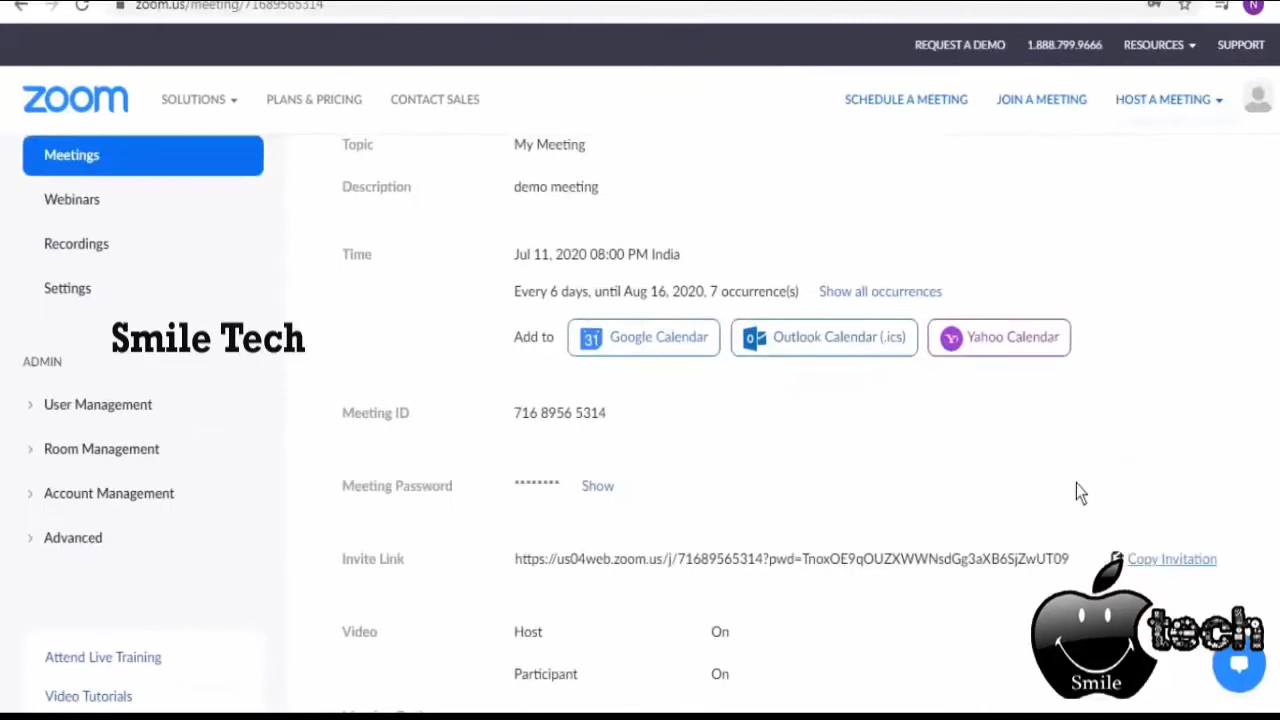 zoom.us/meeting/71689565314
N
REQUEST A DEMO 1.888.799.9666 RESOURCES SUPPORT
zoom SOLUTIONS PLANS & PRICING CONTACT SALES SCHEDULE A MEETING JOIN A MEETING HOST A MEETING
Meetings
Webinars
Recordings
Settings
Smile Tech
ADMIN
User Management
Room Management
Account Management
Advanced
Attend Live Training
Video Tutorials
Topic My Meeting
Description demo meeting
Time Jul 11, 2020 08:00 PM India
Every 6 days, until Aug 16, 2020, 7 occurrence(s) Show all occurrences
Add to 31 Google Calendar Outlook Calendar (.ics) Yahoo Calendar
Meeting ID 716 8956 5314
Meeting Password ******** Show
Invite Link https://us04web.zoom.us/j/71689565314?pwd=TnoxOE9qOUZXWWNsdGg3aXB6SjZwUT09 Copy Invitation
Video Host On
Participant On
tech
Smile